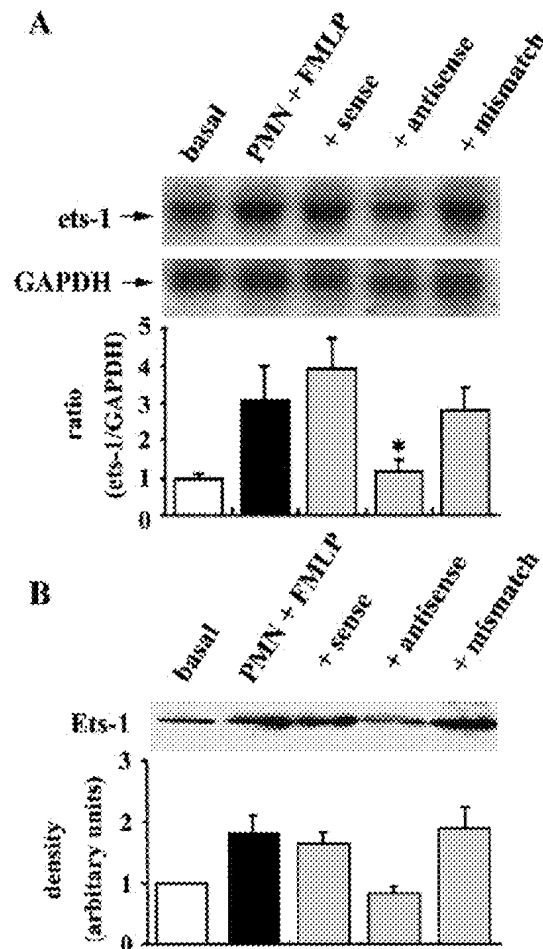 A
basal
PMN + FMLP
+ sense
+ antisense
+ mismatch
ets-1
GAPDH
5
4
3
2
1
0
ratio
(ets-1/GAPDH)
*
B
basal
PMN + FMLP
+ sense
+ antisense
+ mismatch
Ets-1
3
2
1
0
density
(arbitary units)